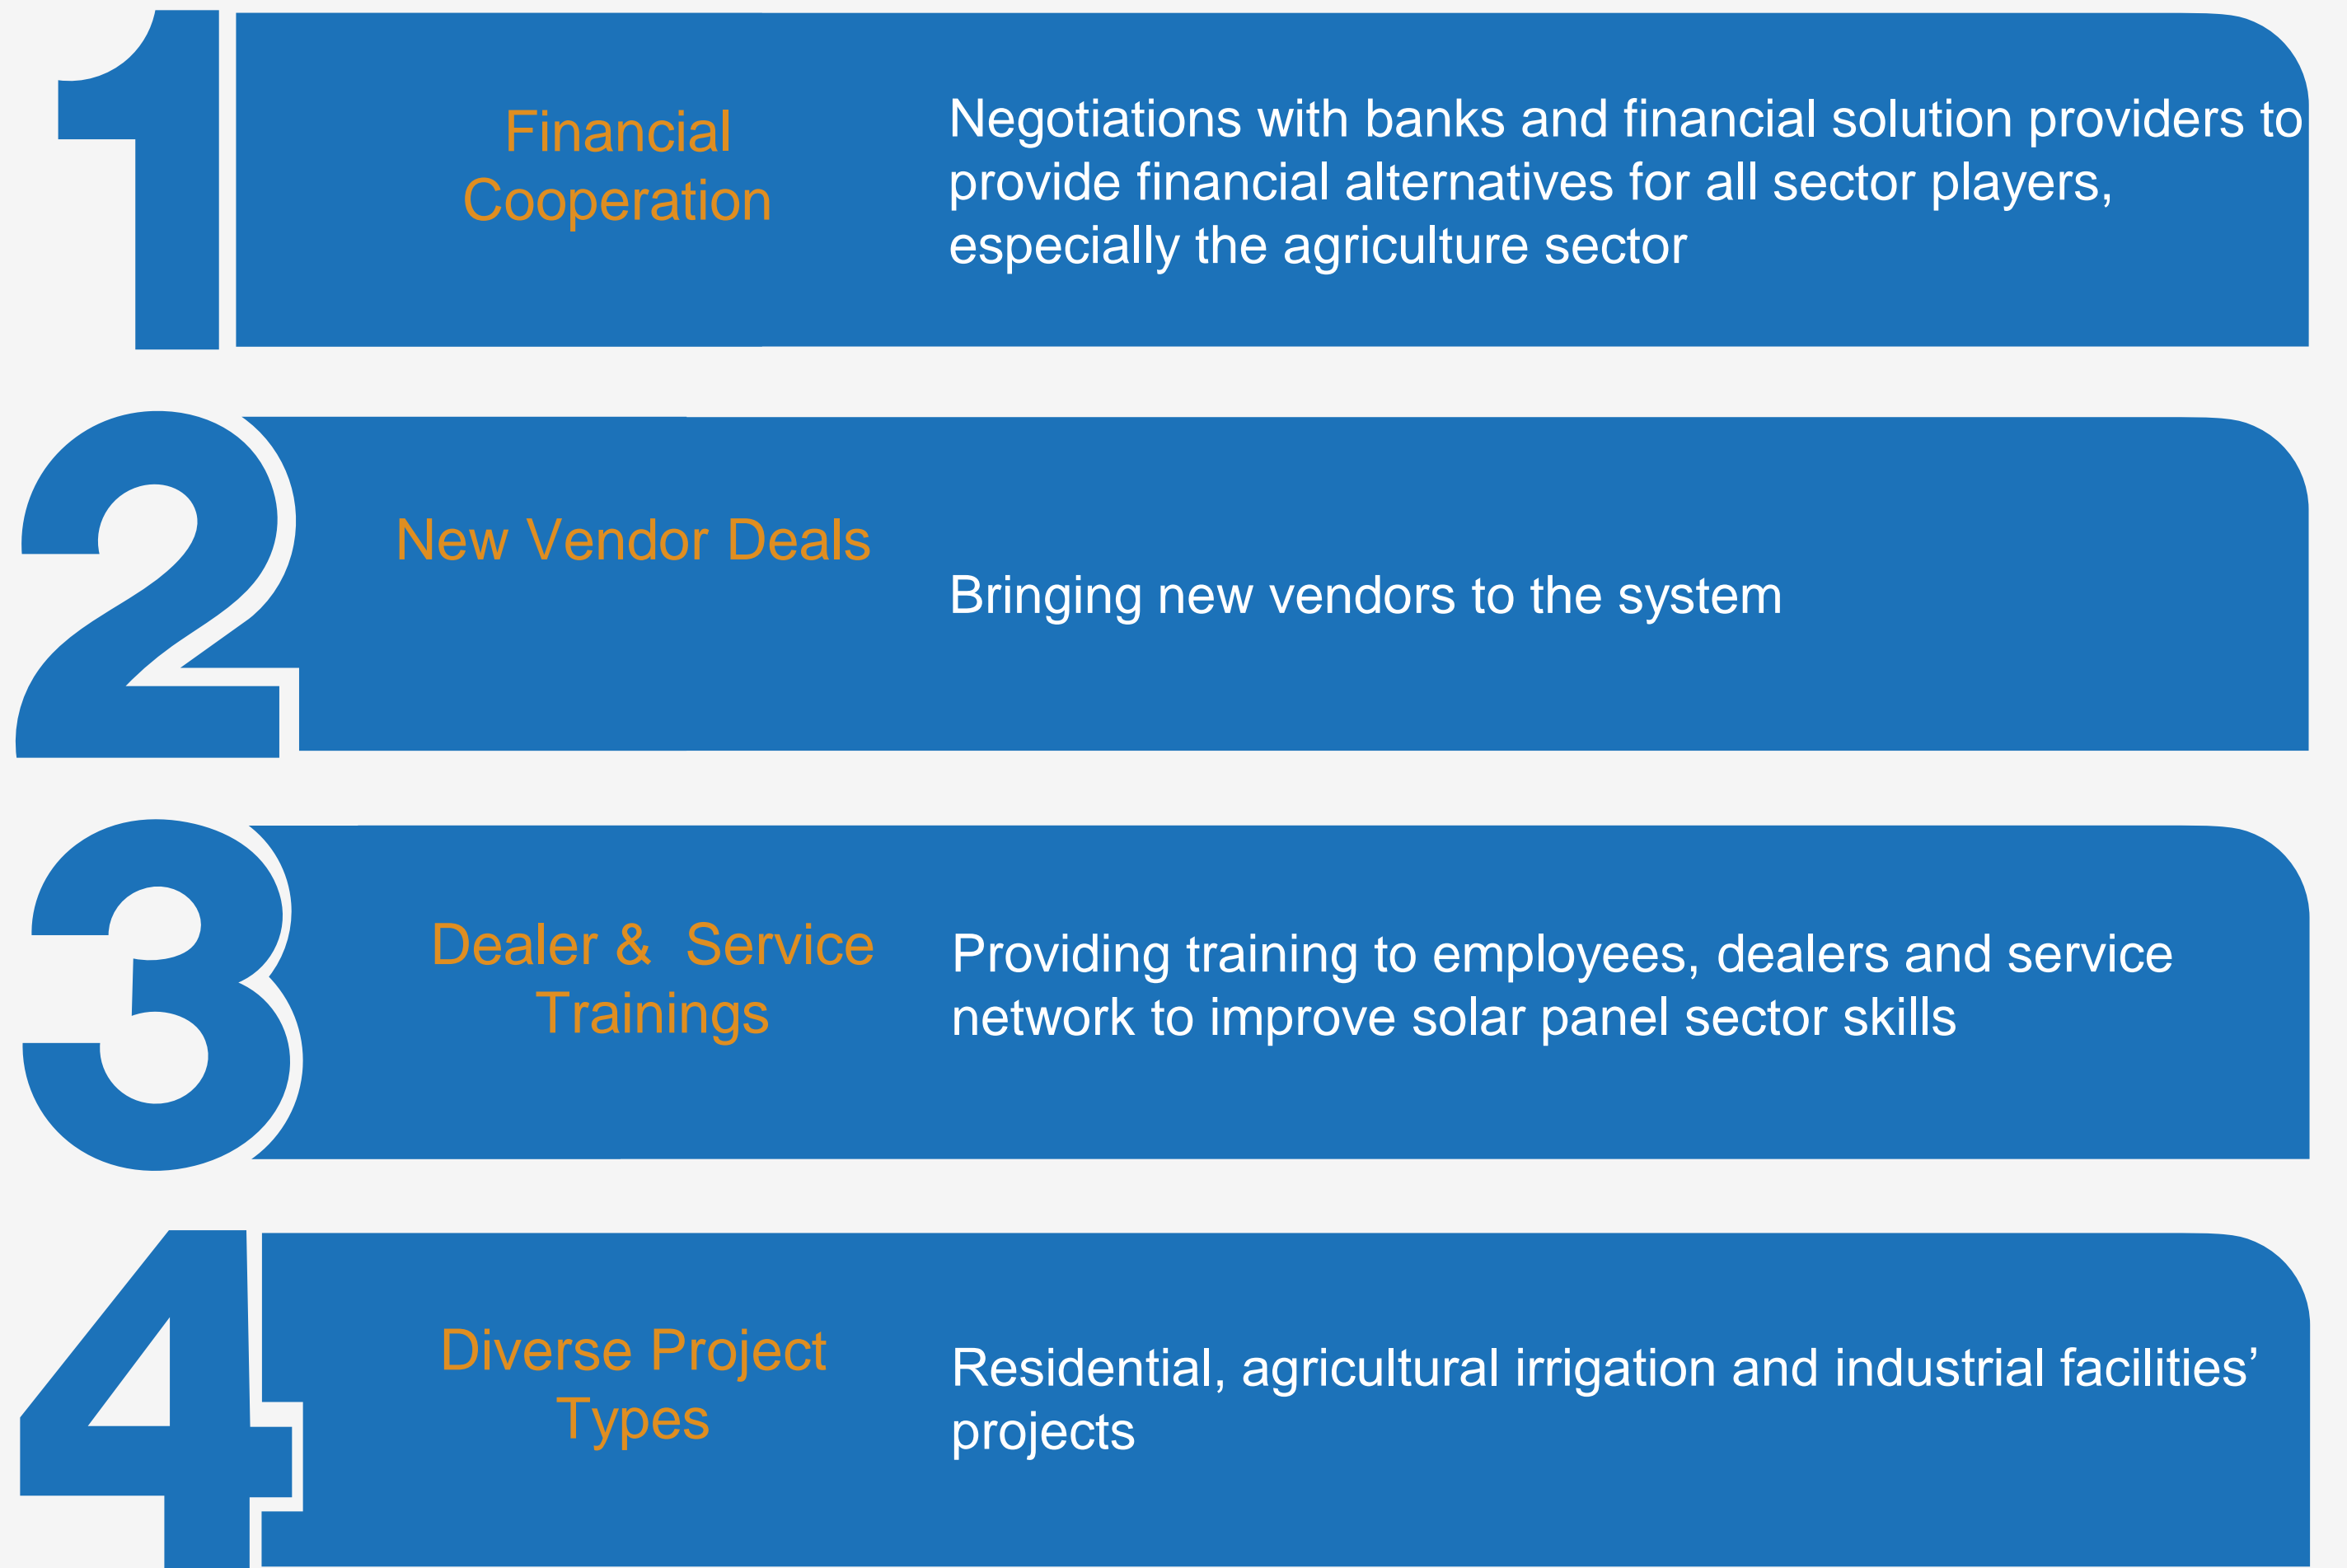 1
Financial
Cooperation
Negotiations with banks and financial solution providers to
provide financial alternatives for all sector players,
especially the agriculture sector
2
New Vendor Deals
Bringing new vendors to the system
3
Dealer &  Service
Trainings
Providing training to employees, dealers and service
network to improve solar panel sector skills
4
Diverse Project
Types
Residential, agricultural irrigation and industrial facilities’
projects